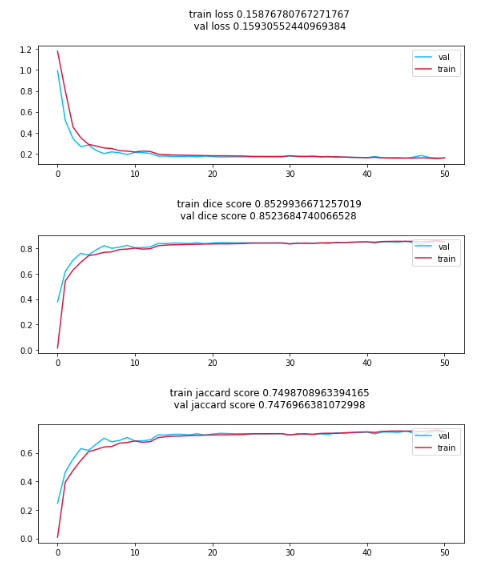 train loss 0.15876780767271767
val loss 0.15930552440969384
1.2
1.0
0.8
0.6
0.4
0.2
val
train
0 10 20 30 40 50
train dice score 0.8529936671257019
val dice score 0.8523684740066528
0.8
0.6
0.4
0.2
0.0
val
train
0 10 20 30 40 50
train jaccard score 0.7498708963394165
val jaccard score 0.7476966381072998
0.6
0.4
0.2
0.0
val
train
0 10 20 30 40 50